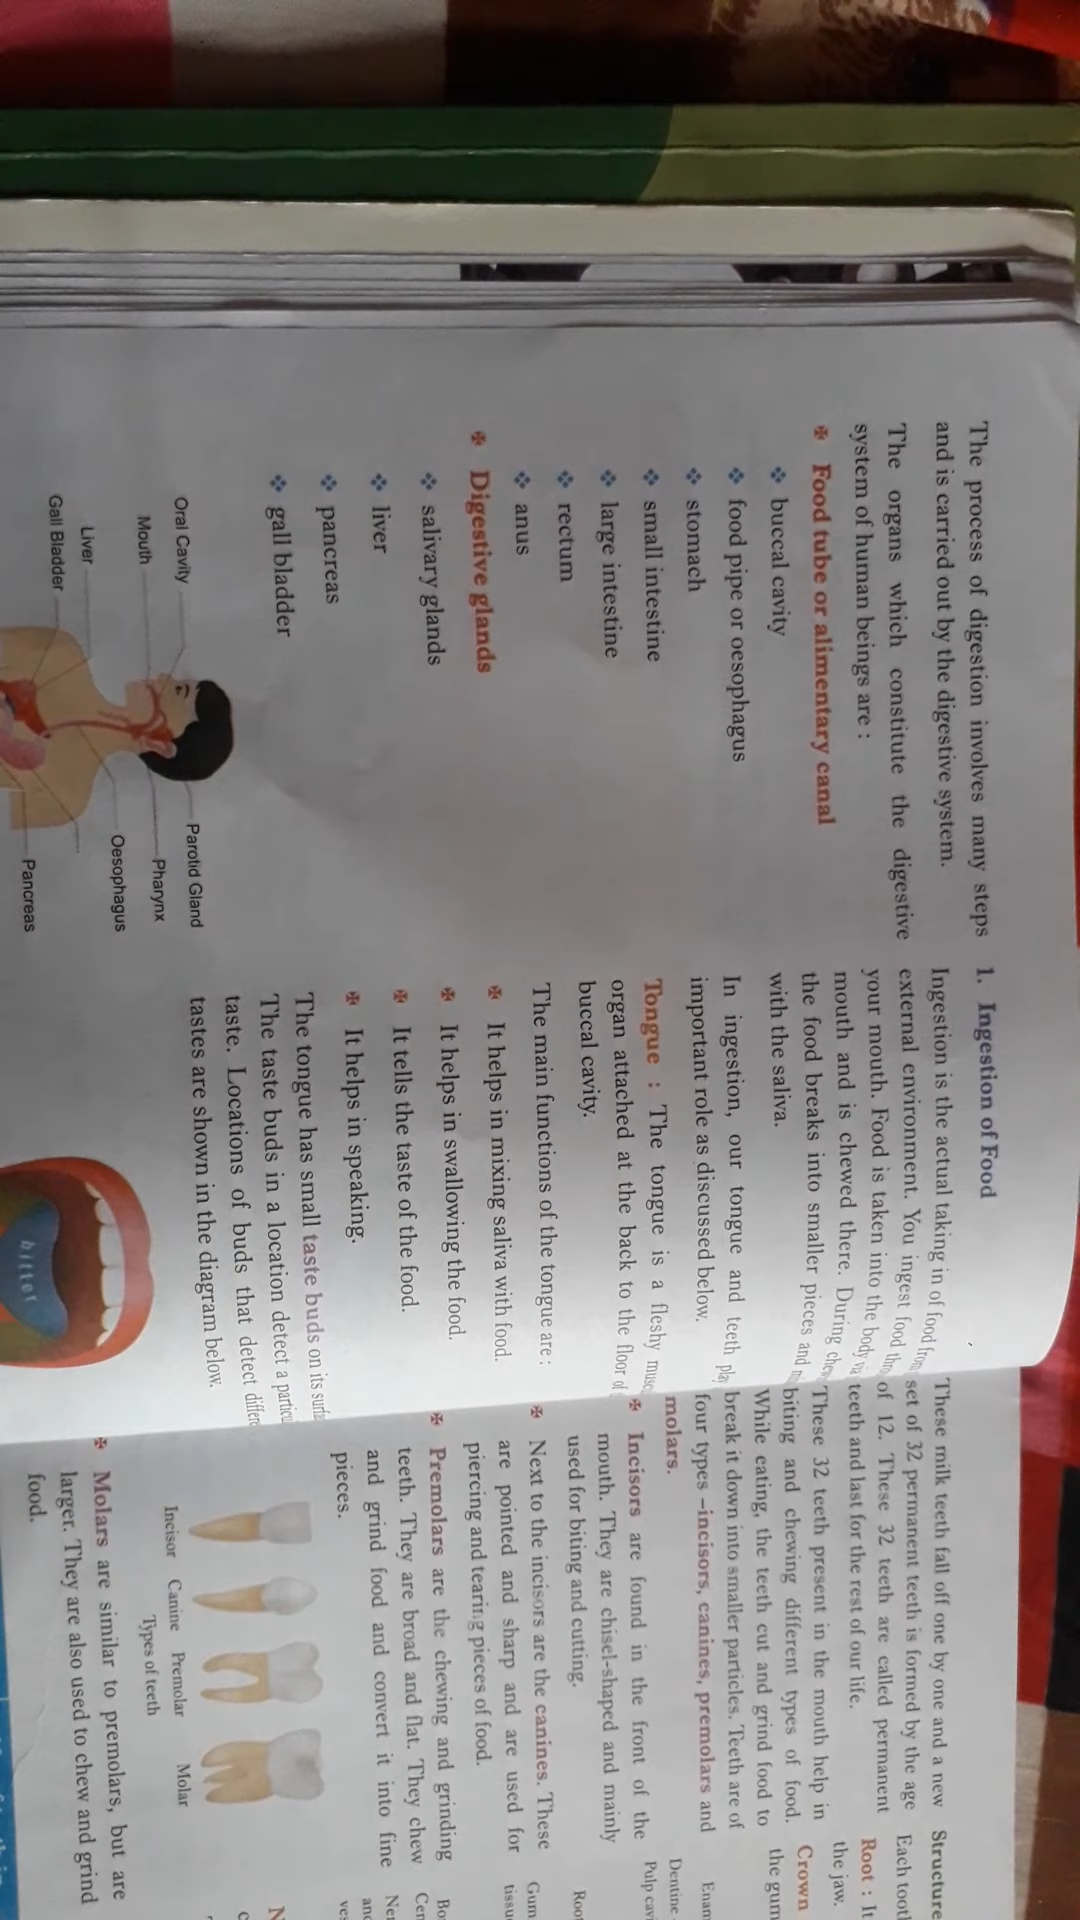 The process of digestion involves many steps
and is carried out by the digestive system.
The organs which constitute the digestive
system of human beings are :
Food tube or alimentary canal
buccal cavity
food pipe or oesophagus
stomach
small intestine
large intestine
rectum
anus
Digestive glands
salivary glands
liver
pancreas
gall bladder
Oral Cavity
Mouth
Liver
Gall Bladder
Parotid Gland
Pharynx
Oesophagus
Pancreas
1. Ingestion of Food
Ingestion is the actual taking in of food from
external environment. You ingest food
your mouth. Food is taken into the body
mouth and is chewed there. During
the food breaks into smaller pieces and
with the saliva.
In ingestion, our tongue and teeth play
important role as discussed below.
Tongue : The tongue is a fleshy
organ attached at the back to the floor of
buccal cavity.
The main functions of the tongue are :
It helps in mixing saliva with food.
It helps in swallowing the food.
It tells the taste of the food.
It helps in speaking.
The tongue has small taste buds on its
The taste buds in a location detect a
taste. Locations of buds that detect
tastes are shown in the diagram below.
bitter
These milk teeth fall off one by one and a new
set of 32 permanent teeth is formed by the age
of 12. These 32 teeth are called permanent
teeth and last for the rest of our life.
These 32 teeth present in the mouth help in
biting and chewing different types of food.
While eating, the teeth cut and grind food to
break it down into smaller particles. Teeth are of
four types –incisors, canines, premolars and
molars.
Incisors are found in the front of the
mouth. They are chisel-shaped and mainly
used for biting and cutting.
Next to the incisors are the canines. These
are pointed and sharp and are used for
piercing and tearing pieces of food.
Premolars are the chewing and grinding
teeth. They are broad and flat. They chew
and grind food and convert it into fine
pieces.
Incisor Canine Premolar Molar
Types of teeth
Molars are similar to premolars, but are
larger. They are also used to chew and grind
food.
Structure
Each
Root : It
the jaw.
Crown
the gum
Dentine
Gum